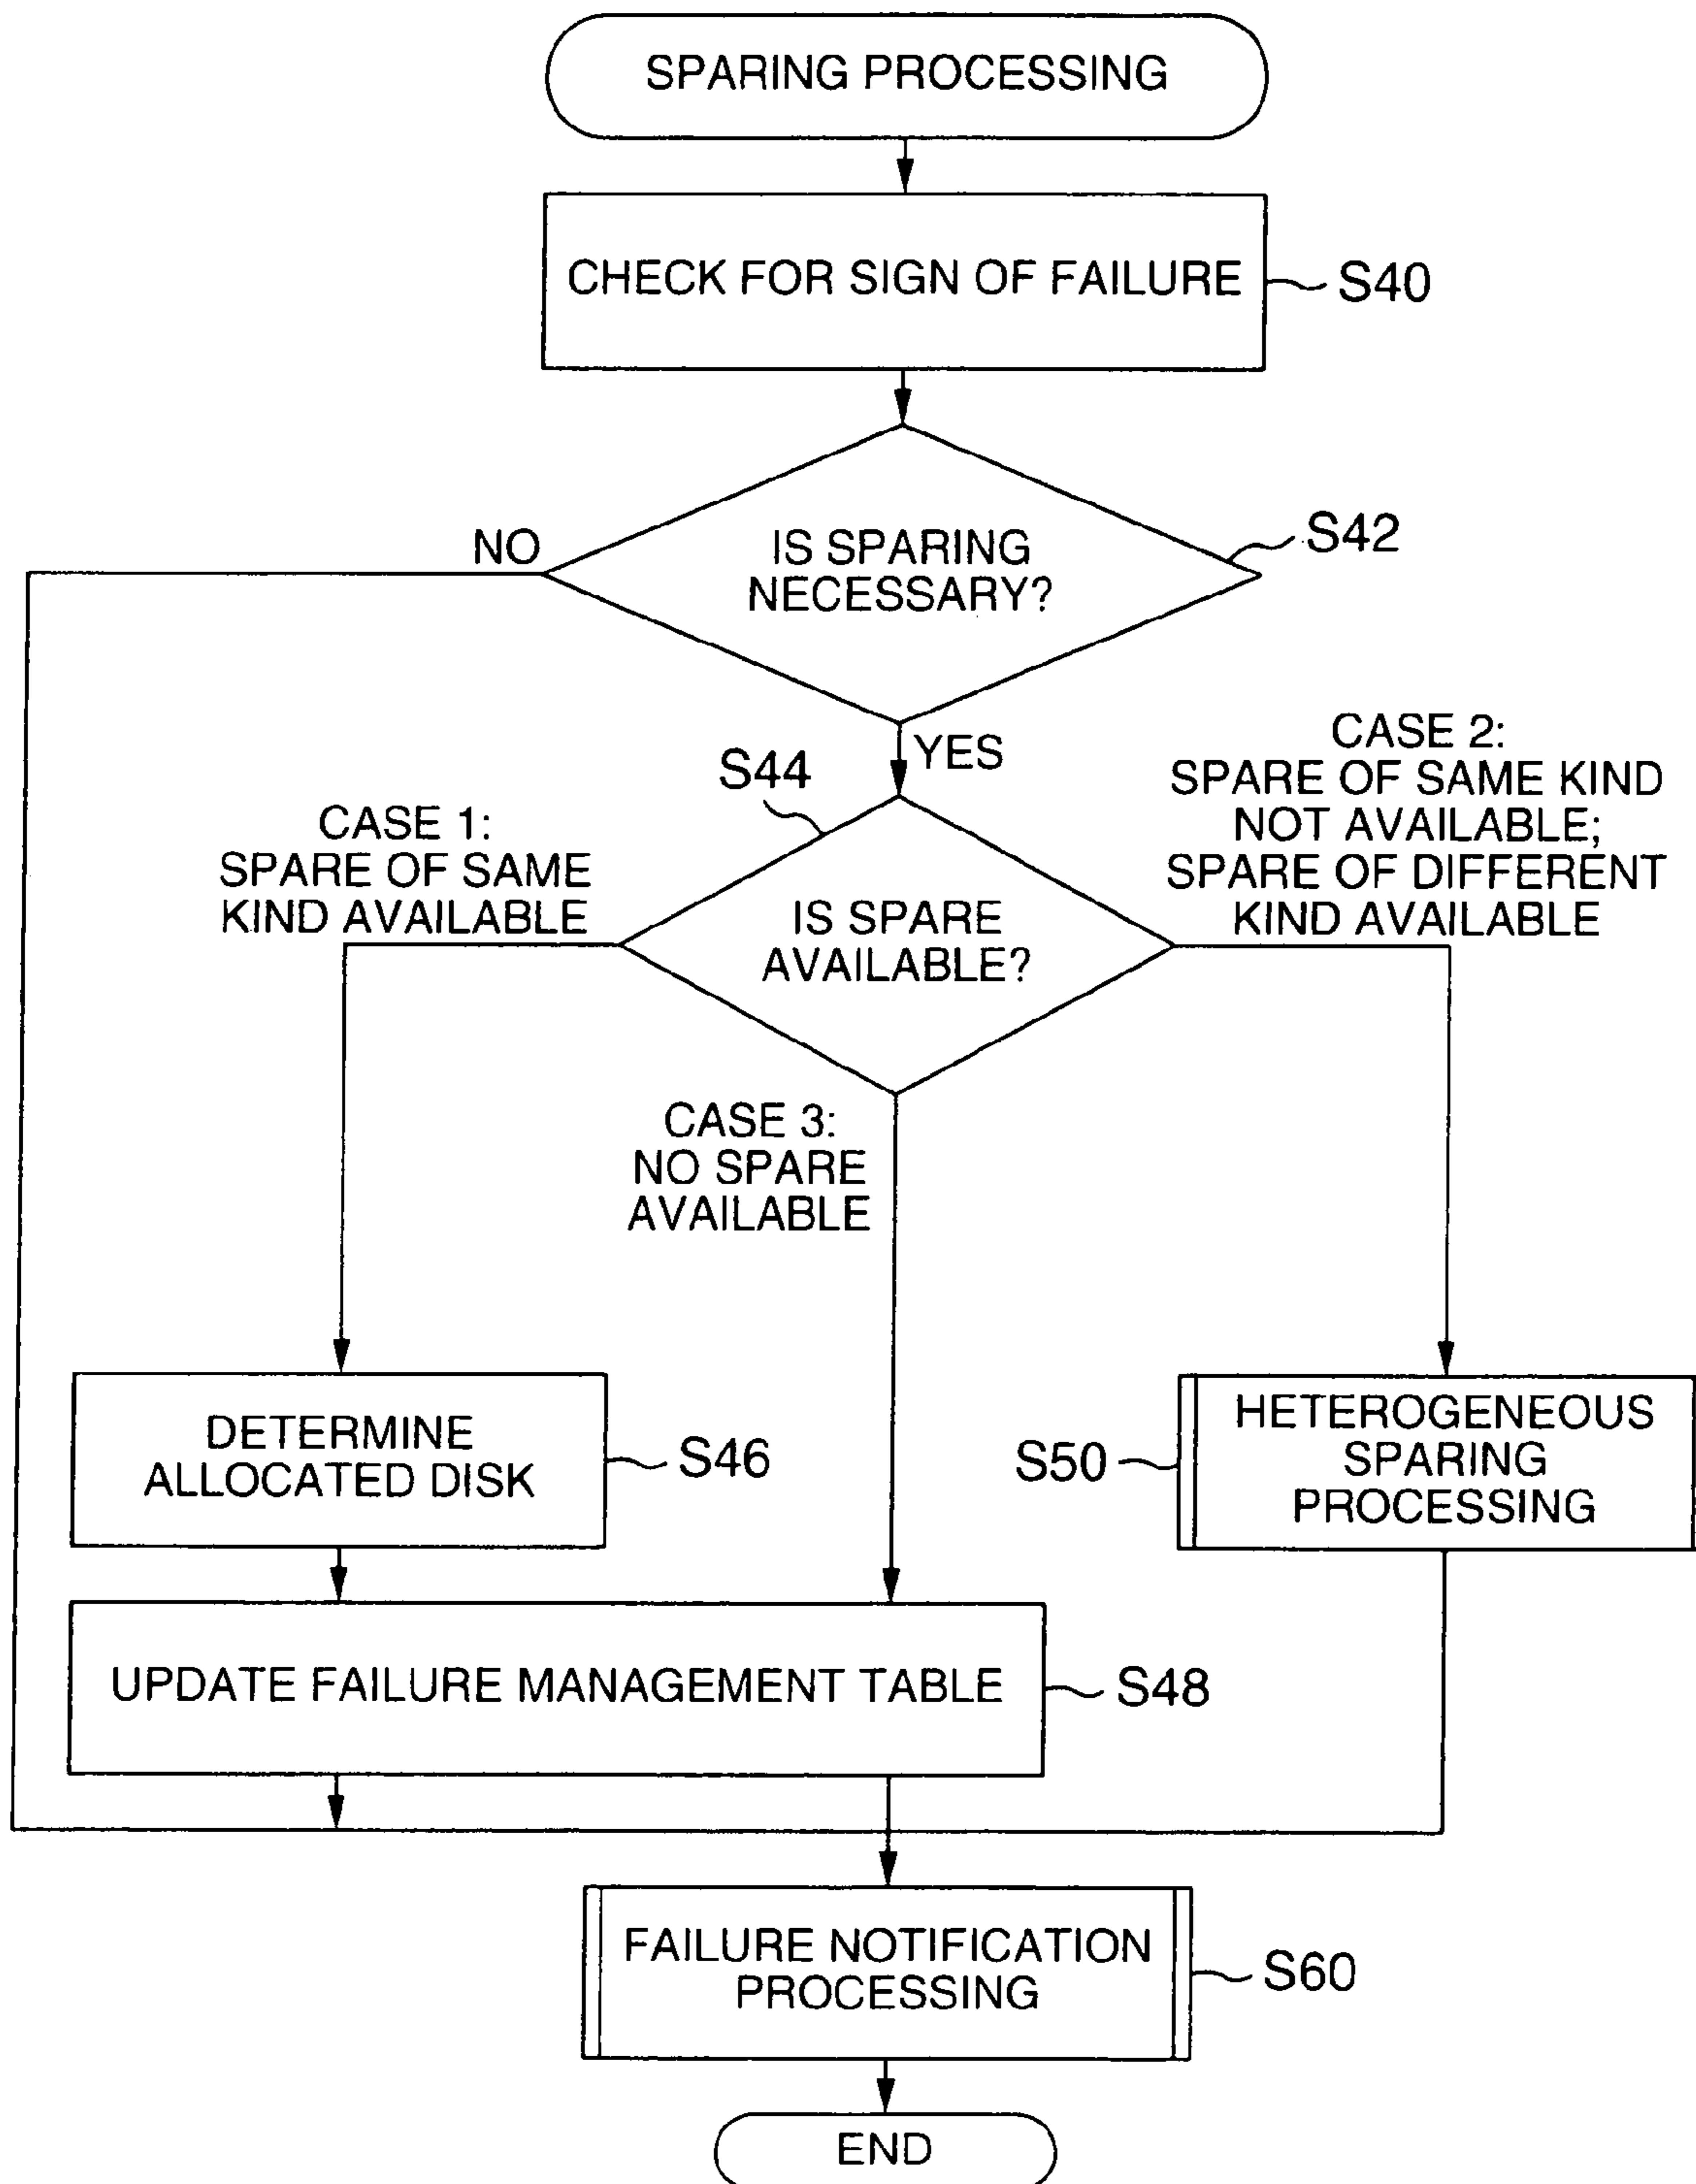 SPARING PROCESSING
CHECK FOR SIGN OF FAILURE
S40
NO
IS SPARING
NECESSARY?
S42
YES
S44
CASE 1:
SPARE OF SAME
KIND AVAILABLE
IS SPARE
AVAILABLE?
CASE 2:
SPARE OF SAME KIND
NOT AVAILABLE;
SPARE OF DIFFERENT
KIND AVAILABLE
CASE 3:
NO SPARE
AVAILABLE
DETERMINE
ALLOCATED DISK
S46
S50
HETEROGENEOUS
SPARING
PROCESSING
UPDATE FAILURE MANAGEMENT TABLE
S48
FAILURE NOTIFICATION
PROCESSING
S60
END